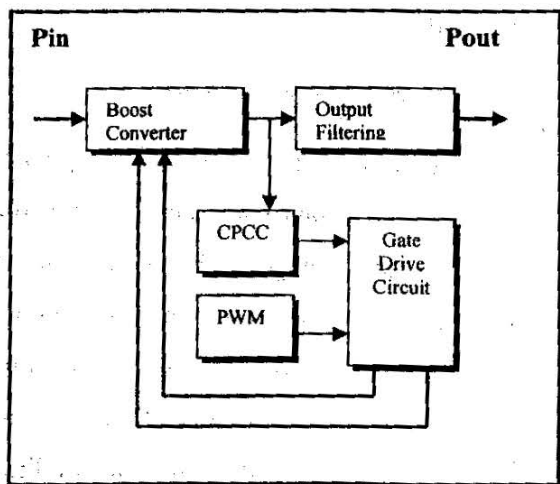 Pin
Pout
Boost
Converter
Output
Filtering
CPCC
Gate
Drive
Circuit
PWM